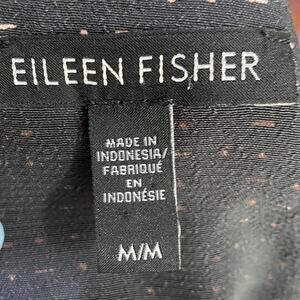 EILEEN FISHER
MADE IN
INDONESIA/
FABRIQUÉ
EN
INDONÉSIE
M/M